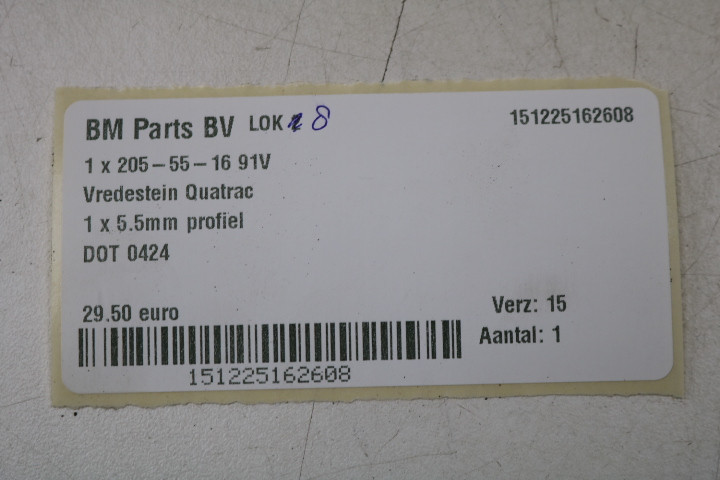 BM Parts BV LOK 8 151225162608
1 x 205-55-16 91V
Vredestein Quatrac
1 x 5.5mm profiel
DOT 0424
29.50 euro
Verz: 15
Aantal: 1
151225162608